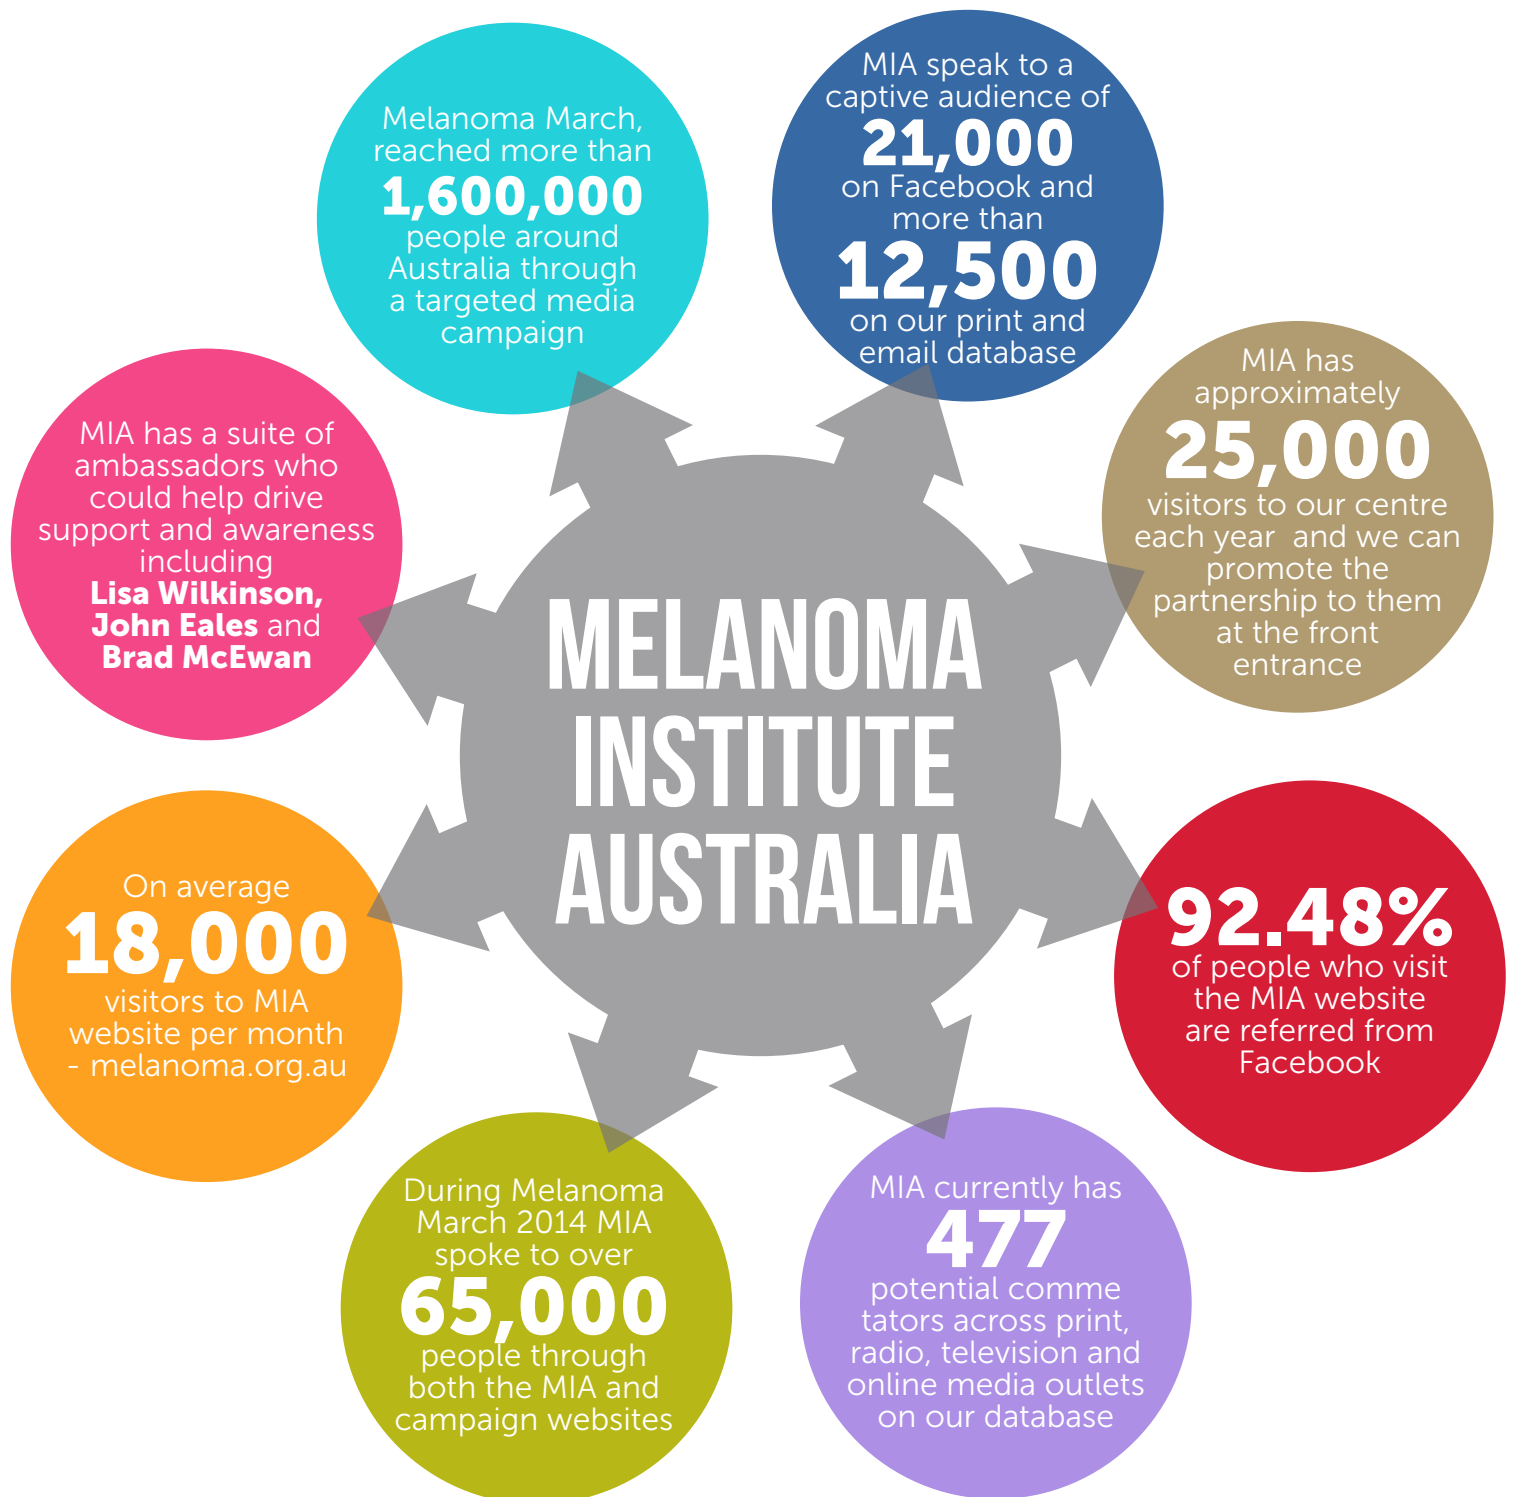 Melanoma March,
reached more than
1,600,000
people around
Australia through
a targeted media
campaign
MIA speak to a
captive audience of
21,000
on Facebook and
more than
12,500
on our print and
email database
MIA has
approximately
25,000
visitors to our centre
each year and we can
promote the
partnership to them
at the front
entrance
92.48%
of people who visit
the MIA website
are referred from
Facebook
MIA currently has
477
potential comme
tators across print,
radio, television and
online media outlets
on our database
During Melanoma
March 2014 MIA
spoke to over
65,000
people through
both the MIA and
campaign websites
On average
18,000
visitors to MIA
website per month
- melanoma.org.au
MIA has a suite of
ambassadors who
could help drive
support and awareness
including
Lisa Wilkinson,
John Eales and
Brad McEwan
MELANOMA
INSTITUTE
AUSTRALIA